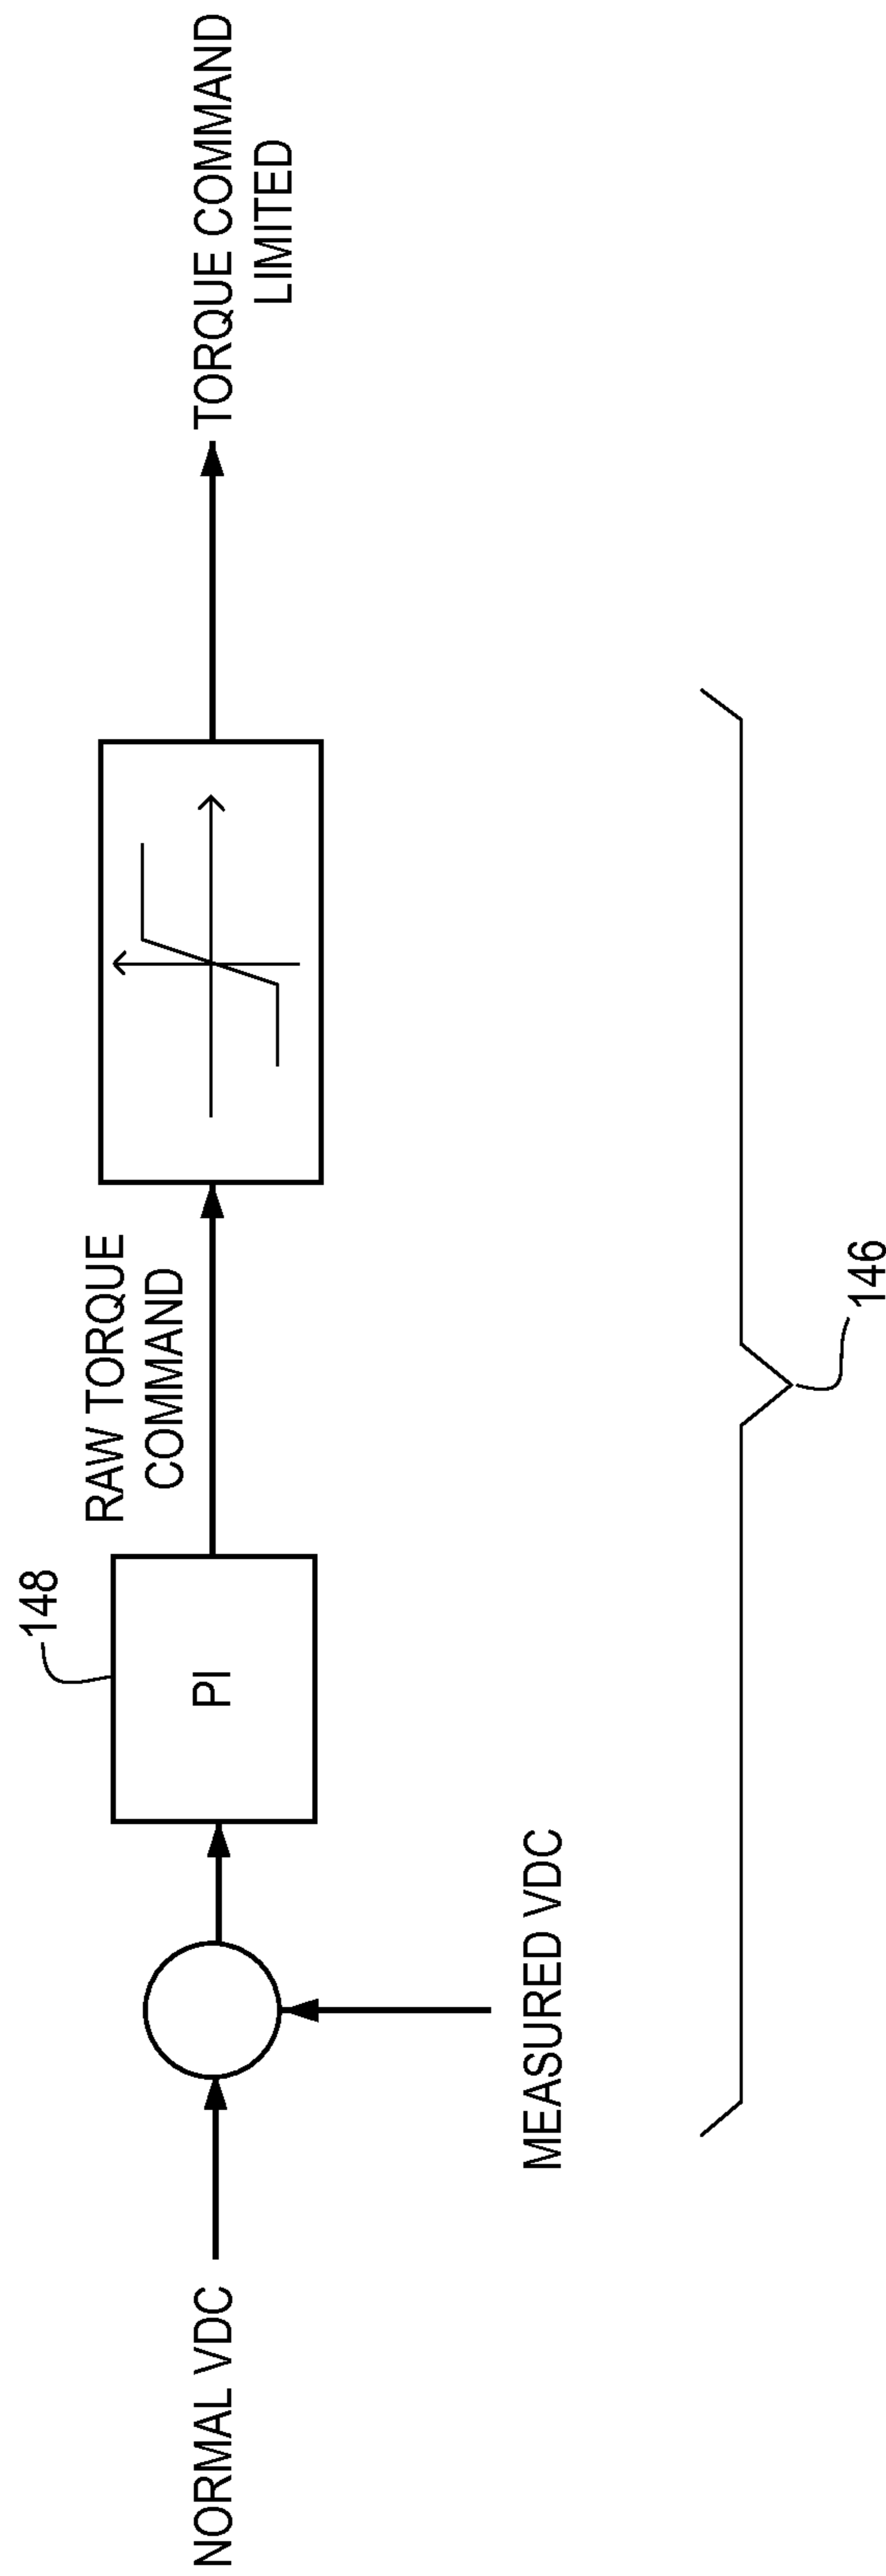 NORMAL VDC
MEASURED VDC
148
PI
RAW TORQUE
COMMAND
TORQUE COMMAND
LIMITED
146